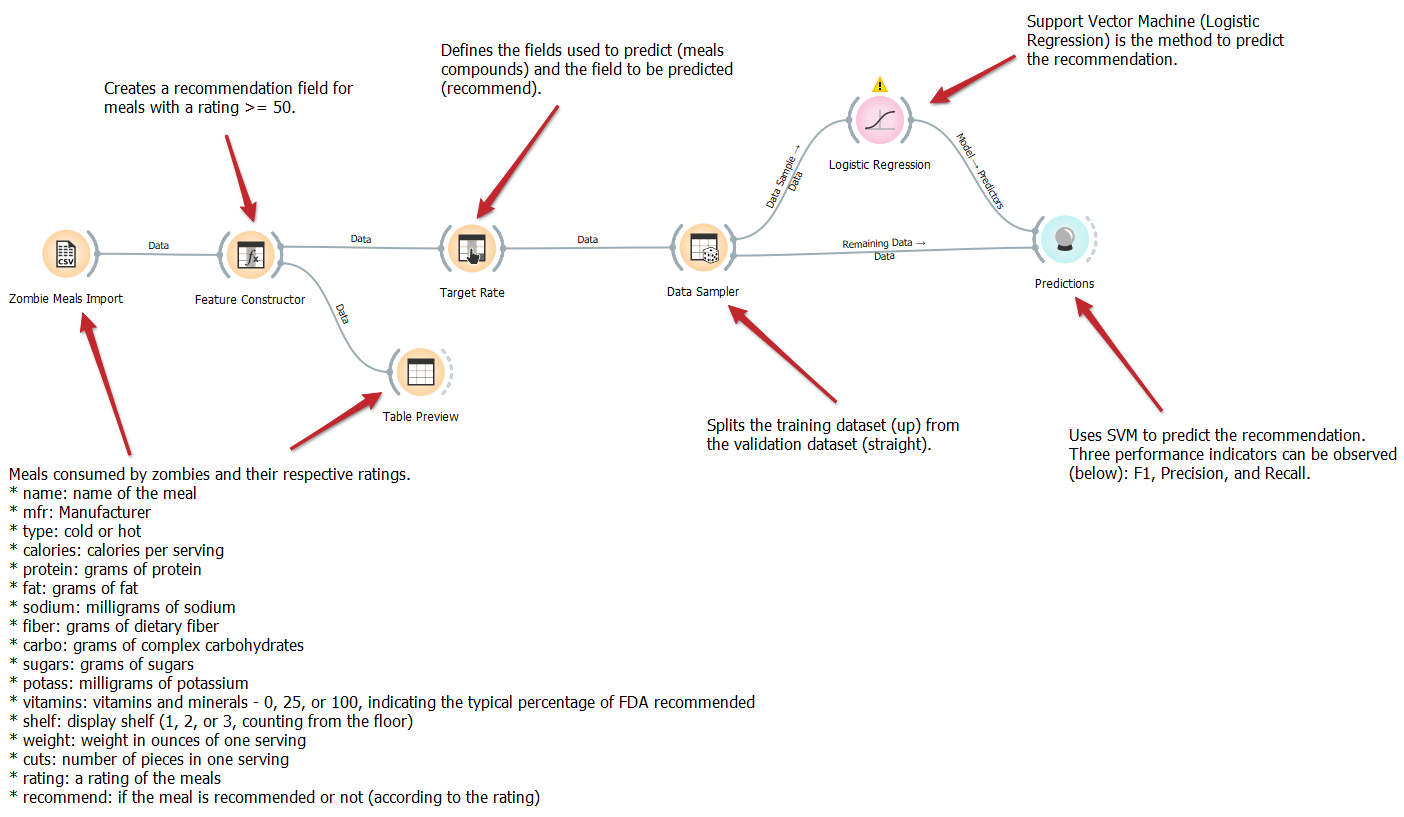 Support Vector Machine (Logistic
Regression) is the method to predict
the recommendation.
Defines the fields used to predict (meals
compounds) and the field to be predicted
(recommend).
Creates a recommendation field for
meals with a rating >= 50.
Logistic Regression
Data Sample →
Data
Model → Predictors
CSV
Data
Data
Data
Remaining Data →
Data
Zombie Meals Import
Feature Constructor
Target Rate
Data Sampler
Predictions
Data
Table Preview
Splits the training dataset (up) from
the validation dataset (straight).
Uses SVM to predict the recommendation.
Three performance indicators can be observed
(below): F1, Precision, and Recall.
Meals consumed by zombies and their respective ratings.
* name: name of the meal
* mfr: Manufacturer
* type: cold or hot
* calories: calories per serving
* protein: grams of protein
* fat: grams of fat
* sodium: milligrams of sodium
* fiber: grams of dietary fiber
* carbo: grams of complex carbohydrates
* sugars: grams of sugars
* potass: milligrams of potassium
* vitamins: vitamins and minerals - 0, 25, or 100, indicating the typical percentage of FDA recommended
* shelf: display shelf (1, 2, or 3, counting from the floor)
* weight: weight in ounces of one serving
* cuts: number of pieces in one serving
* rating: a rating of the meals
* recommend: if the meal is recommended or not (according to the rating)